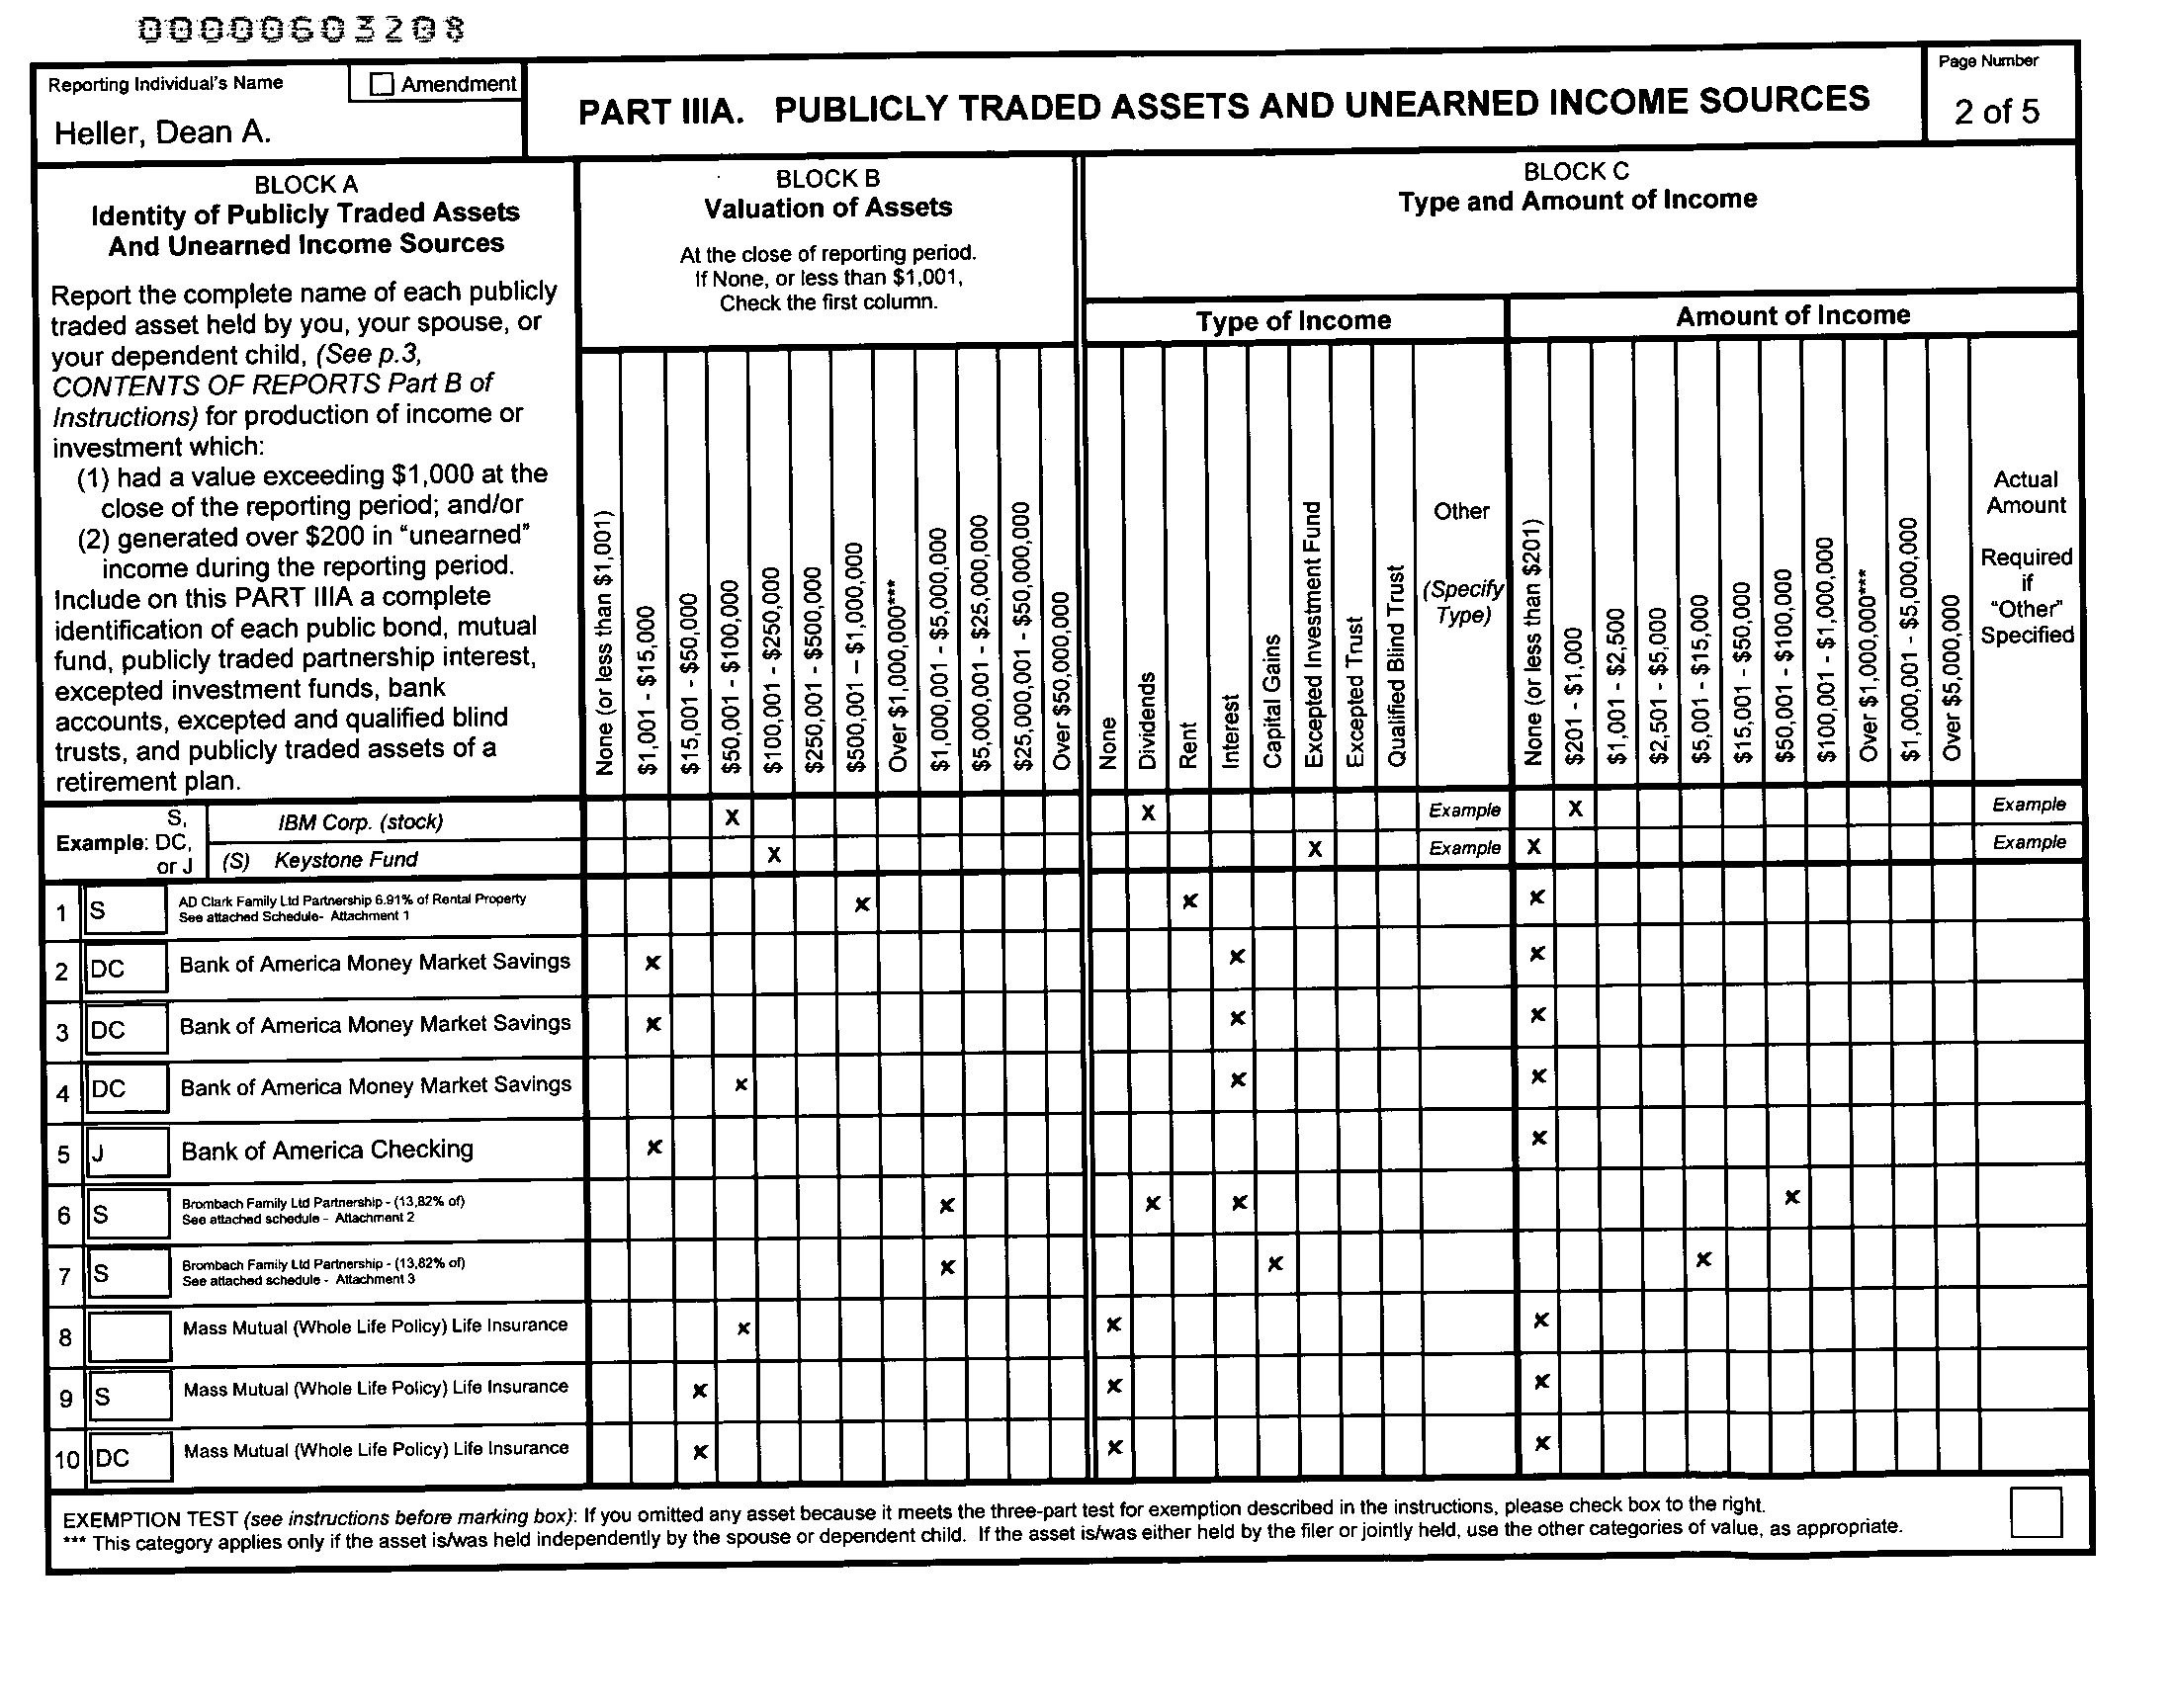 00000603208
Reporting Individual's Name
☐ Amendment
Heller, Dean A.
PART IIIA. PUBLICLY TRADED ASSETS AND UNEARNED INCOME SOURCES
Page Number
2 of 5
BLOCK A
Identity of Publicly Traded Assets
And Unearned Income Sources
Report the complete name of each publicly
traded asset held by you, your spouse, or
your dependent child, (See p.3,
CONTENTS OF REPORTS Part B of
Instructions) for production of income or
investment which:
(1) had a value exceeding $1,000 at the
close of the reporting period; and/or
(2) generated over $200 in "unearned"
income during the reporting period.
Include on this PART IIIA a complete
identification of each public bond, mutual
fund, publicly traded partnership interest,
excepted investment funds, bank
accounts, excepted and qualified blind
trusts, and publicly traded assets of a
retirement plan.
BLOCK B
Valuation of Assets
At the close of reporting period.
If None, or less than $1,001,
Check the first column.
None (or less than $1,001)
$1,001 - $15,000
$15,001 - $50,000
$50,001 - $100,000
$100,001 - $250,000
$250,001 - $500,000
$500,001 – $1,000,000
Over $1,000,000***
$1,000,001 - $5,000,000
$5,000,001 - $25,000,000
$25,000,001 - $50,000,000
Over $50,000,000
BLOCK C
Type and Amount of Income
Type of Income
None
Dividends
Rent
Interest
Capital Gains
Excepted Investment Fund
Excepted Trust
Qualified Blind Trust
Other
(Specify
Type)
Amount of Income
None (or less than $201)
$201 - $1,000
$1,001 - $2,500
$2,501 - $5,000
$5,001 - $15,000
$15,001 - $50,000
$50,001 - $100,000
$100,001 - $1,000,000
Over $1,000,000***
$1,000,001 - $5,000,000
Over $5,000,000
Actual
Amount
Required
if
"Other"
Specified
Example: S, DC, or J
IBM Corp. (stock) X X Example X Example
(S) Keystone Fund X X Example X Example
1 S AD Clark Family Ltd Partnership 6.91% of Rental Property
See attached Schedule- Attachment 1 x x x
2 DC Bank of America Money Market Savings x x x
3 DC Bank of America Money Market Savings x x x
4 DC Bank of America Money Market Savings x x x
5 J Bank of America Checking x x
6 S Brombach Family Ltd Partnership - (13,82% of)
See attached schedule - Attachment 2 x x x x
7 S Brombach Family Ltd Partnership - (13,82% of)
See attached schedule - Attachment 3 x x x
8 Mass Mutual (Whole Life Policy) Life Insurance x x x
9 S Mass Mutual (Whole Life Policy) Life Insurance x x x
10 DC Mass Mutual (Whole Life Policy) Life Insurance x x x
EXEMPTION TEST (see instructions before marking box): If you omitted any asset because it meets the three-part test for exemption described in the instructions, please check box to the right.
*** This category applies only if the asset is/was held independently by the spouse or dependent child. If the asset is/was either held by the filer or jointly held, use the other categories of value, as appropriate.